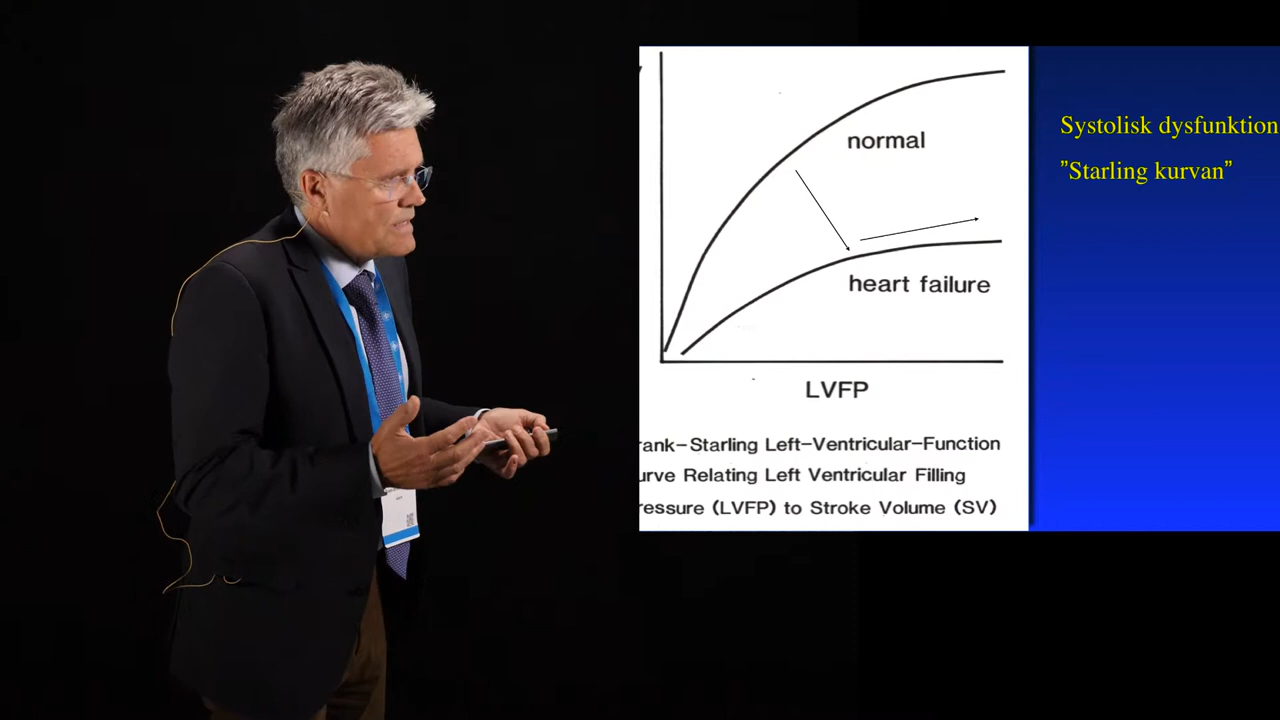 normal
heart failure
LVFP
rank-Starling Left-Ventricular-Function
urve Relating Left Ventricular Filling
ressure (LVFP) to Stroke Volume (SV)
Systolisk dysfunktion
”Starling kurvan”